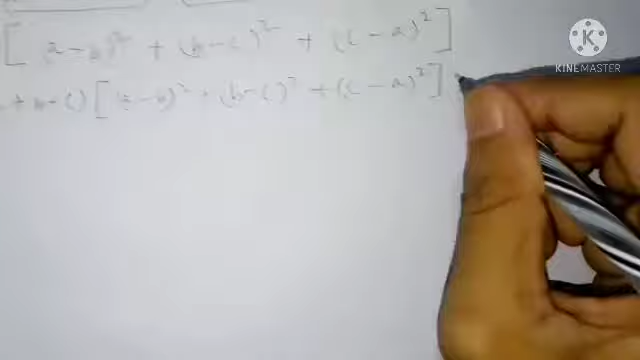 [ (a-b)² + (b-c)² + (c-a)² ]
+b-c) [ (a-b)² + (b-c)² + (c-a)² ]
K
KINEMASTER